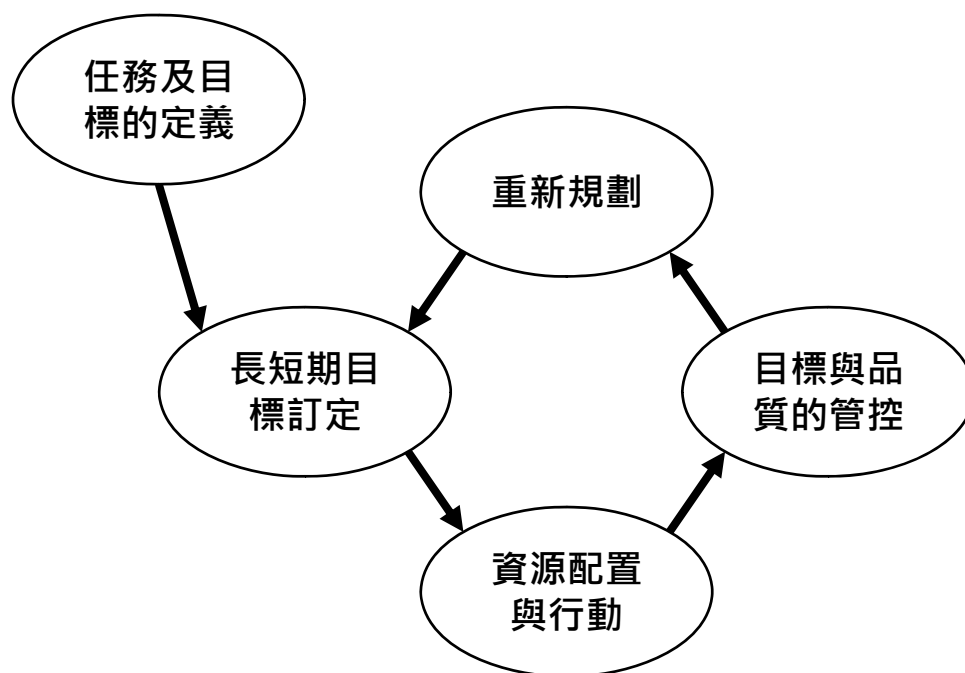 任務及目
標的定義
重新規劃
長短期目
標訂定
目標與品
質的管控
資源配置
與行動